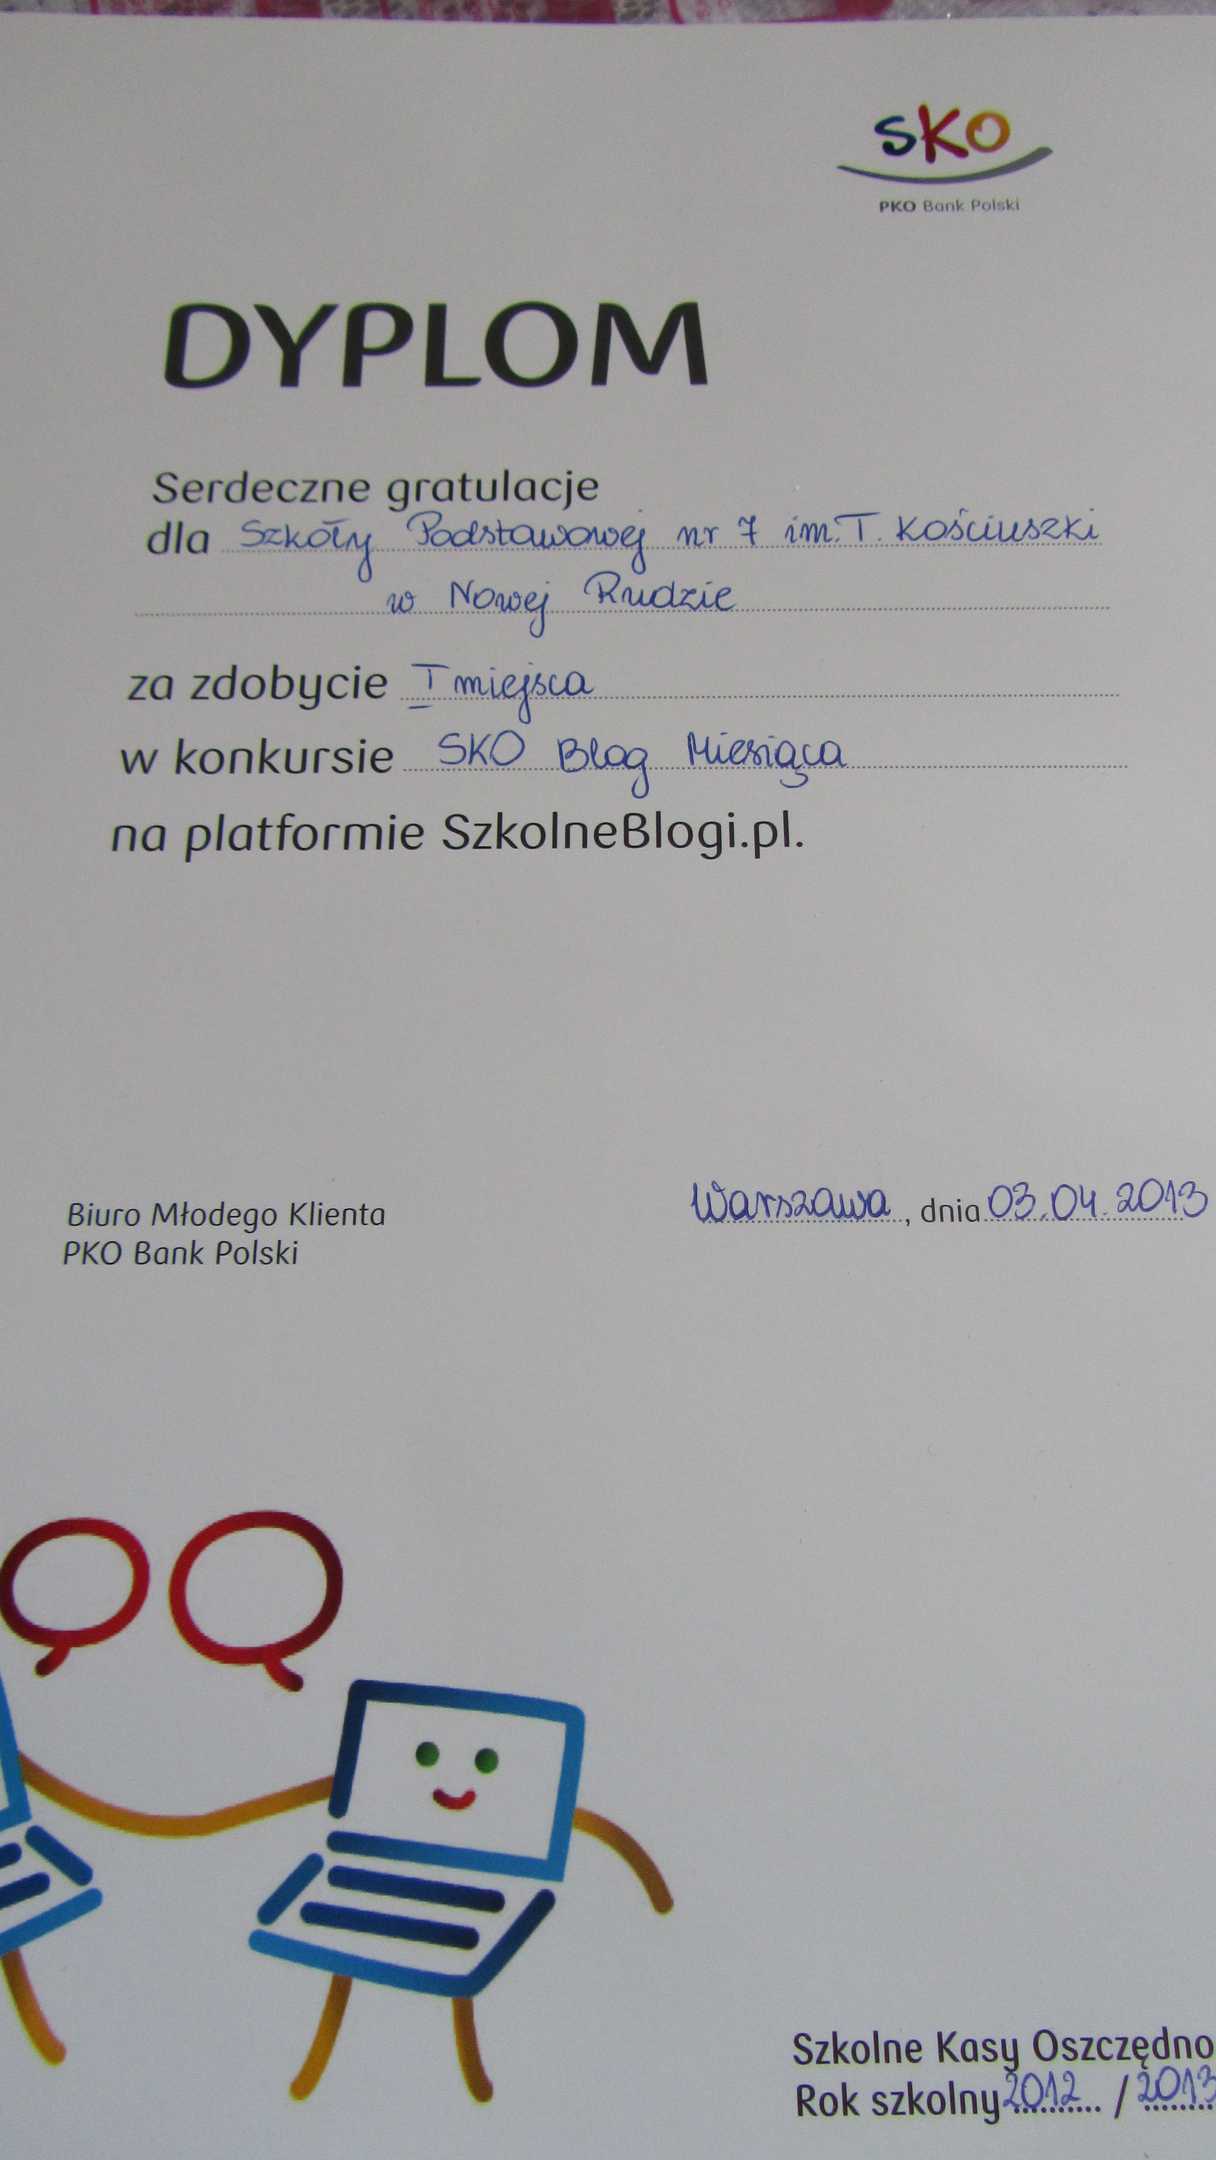 SKO
PKO Bank Polski
DYPLOM
Serdeczne gratulacje
dla Szkoły Podstawowej nr 7 im. T. Kościuszki
w Nowej Rudzie
za zdobycie I miejsca
w konkursie SKO Blog Miesiąca
na platformie SzkolneBlogi.pl.
Biuro Młodego Klienta
PKO Bank Polski
Warszawa, dnia 03.04.2013
Szkolne Kasy Oszczędno
Rok szkolny 2012 / 2013